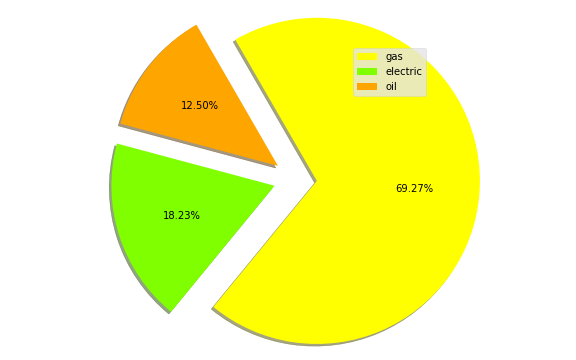 gas
electric
oil
12.50%
69.27%
18.23%